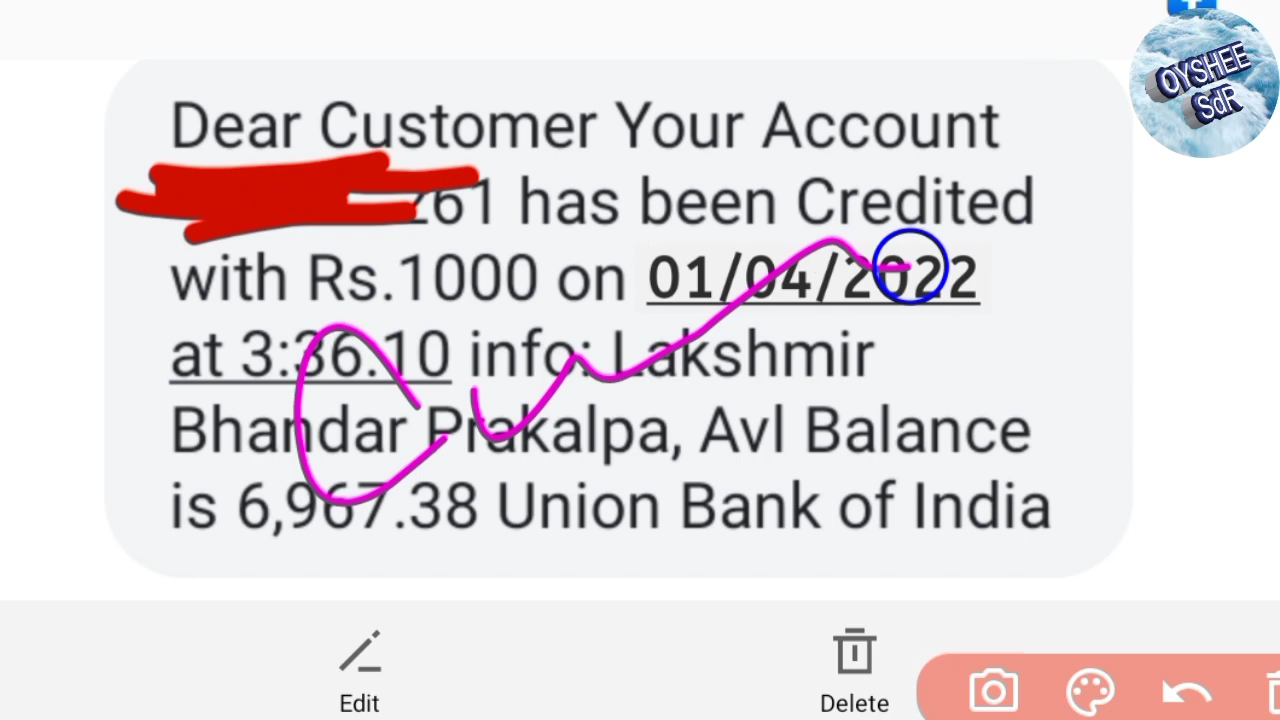 OYSHEE
SdR
Dear Customer Your Account
261 has been Credited
with Rs.1000 on 01/04/2022
at 3:36.10 info: Lakshmir
Bhandar Prakalpa, Avl Balance
is 6,967.38 Union Bank of India
Edit
Delete